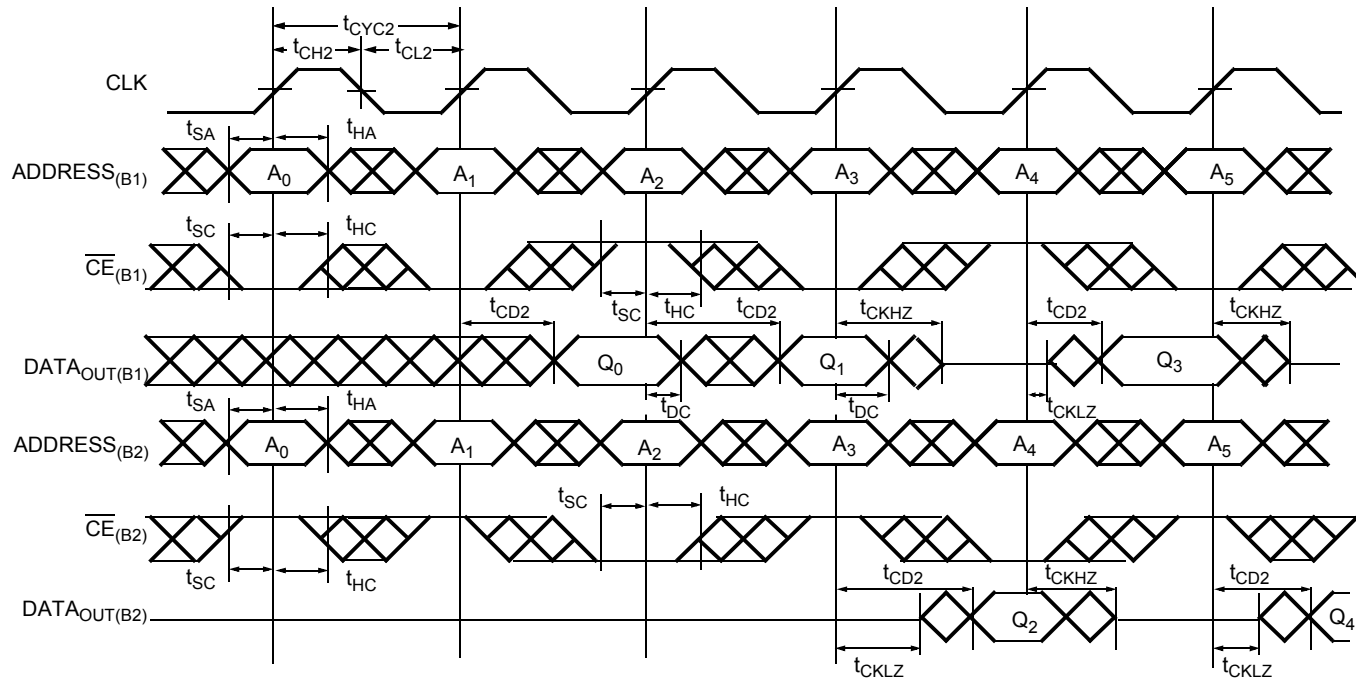 tCYC2
tCH2 tCL2
CLK
tSA tHA
ADDRESS(B1) A0 A1 A2 A3 A4 A5
tSC tHC
CE(B1)
tSC tHC
tCD2 tCD2 tCKHZ tCD2 tCKHZ
DATAOUT(B1) Q0 Q1 Q3
tSA tHA tDC tDC tCKLZ
ADDRESS(B2) A0 A1 A2 A3 A4 A5
tSC tHC
CE(B2)
tSC tHC
tCD2 tCKHZ tCD2
DATAOUT(B2) Q2 Q4
tCKLZ tCKLZ